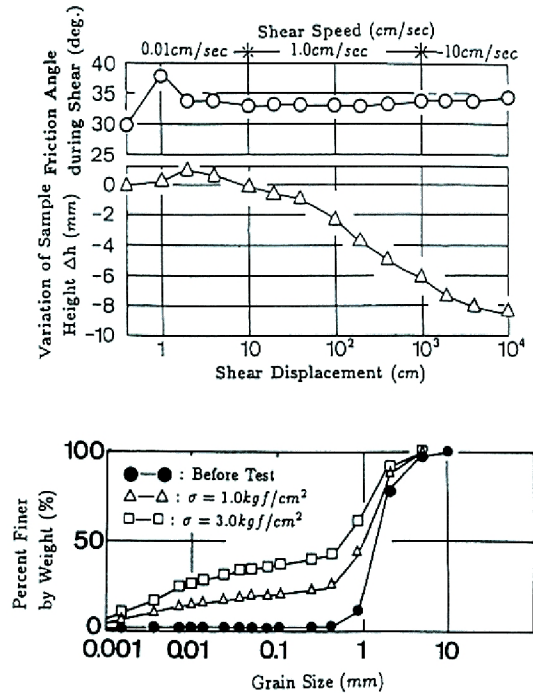 Shear Speed (cm/sec)
0.01cm/sec 1.0cm/sec -10cm/sec
Friction Angle
during Shear (deg.)
40
35
30
25
Variation of Sample
Height Δh (mm)
0
-2
-4
-6
-8
-10
1 10 10² 10³ 10⁴
Shear Displacement (cm)
Percent Finer
by Weight (%)
100
50
0
: Before Test
: σ = 1.0kgf/cm²
: σ = 3.0kgf/cm²
0.001 0.01 0.1 1 10
Grain Size (mm)